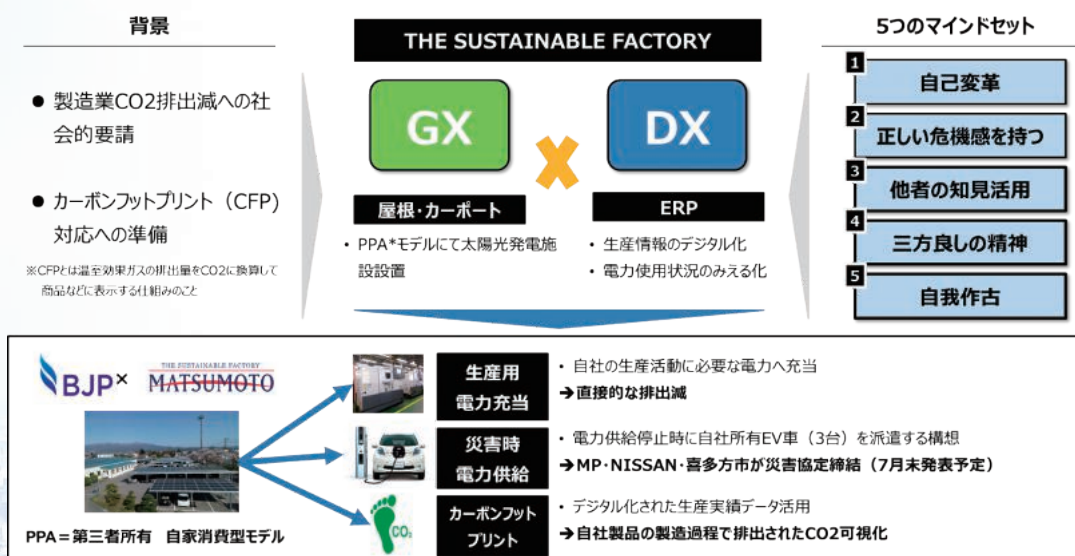 背景
● 製造業CO2排出減への社
会的要請
● カーボンフットプリント（CFP)
対応への準備
※CFPとは温室効果ガスの排出量をCO2に換算して
商品などに表示する仕組みのこと
THE SUSTAINABLE FACTORY
GX
DX
屋根・カーポート
・ PPA*モデルにて太陽光発電施
設設置
ERP
・ 生産情報のデジタル化
・ 電力使用状況のみえる化
5つのマインドセット
1
自己変革
2
正しい危機感を持つ
3
他者の知見活用
4
三方良しの精神
5
自我作古
BJP×
THE SUSTAINABLE FACTORY
MATSUMOTO
PPA＝第三者所有 自家消費型モデル
生産用
電力充当
・ 自社の生産活動に必要な電力へ充当
➔直接的な排出減
災害時
電力供給
・ 電力供給停止時に自社所有EV車（3台）を派遣する構想
➔MP・NISSAN・喜多方市が災害協定締結（7月末発表予定）
CO₂
カーボンフット
プリント
・ デジタル化された生産実績データ活用
➔自社製品の製造過程で排出されたCO2可視化